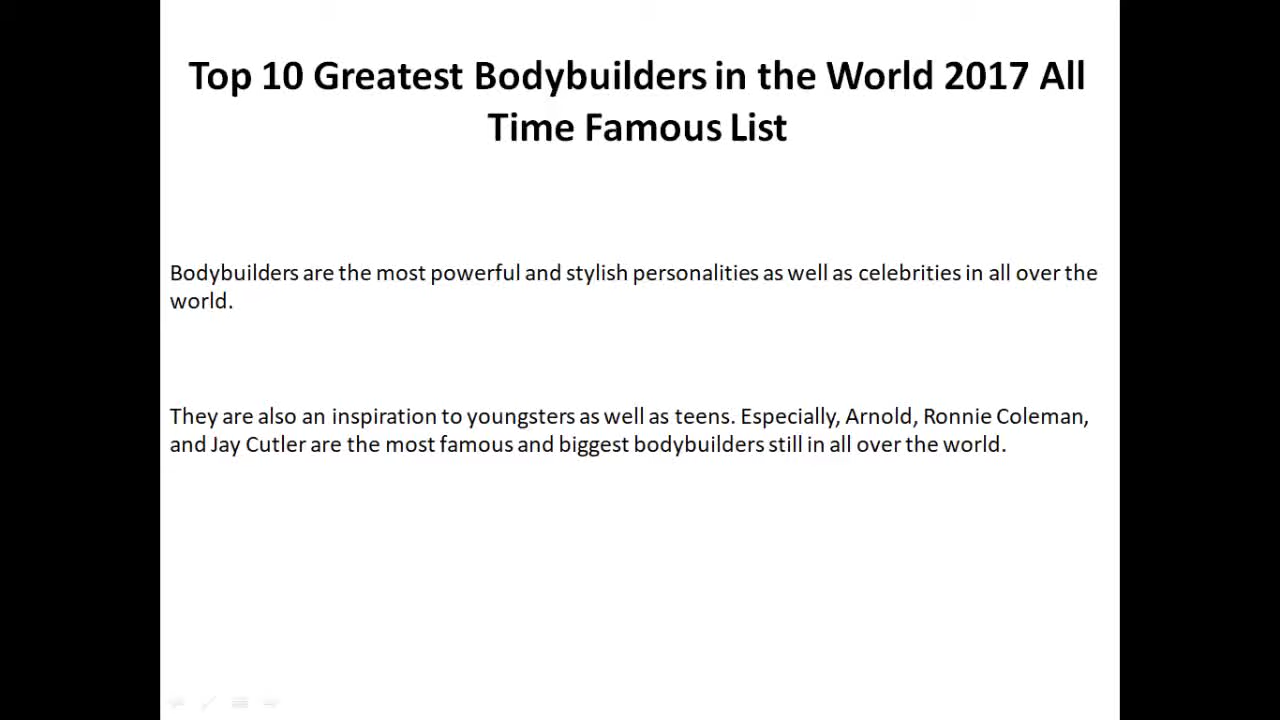 Top 10 Greatest Bodybuilders in the World 2017 All
Time Famous List
Bodybuilders are the most powerful and stylish personalities as well as celebrities in all over the
world.
They are also an inspiration to youngsters as well as teens. Especially, Arnold, Ronnie Coleman,
and Jay Cutler are the most famous and biggest bodybuilders still in all over the world.